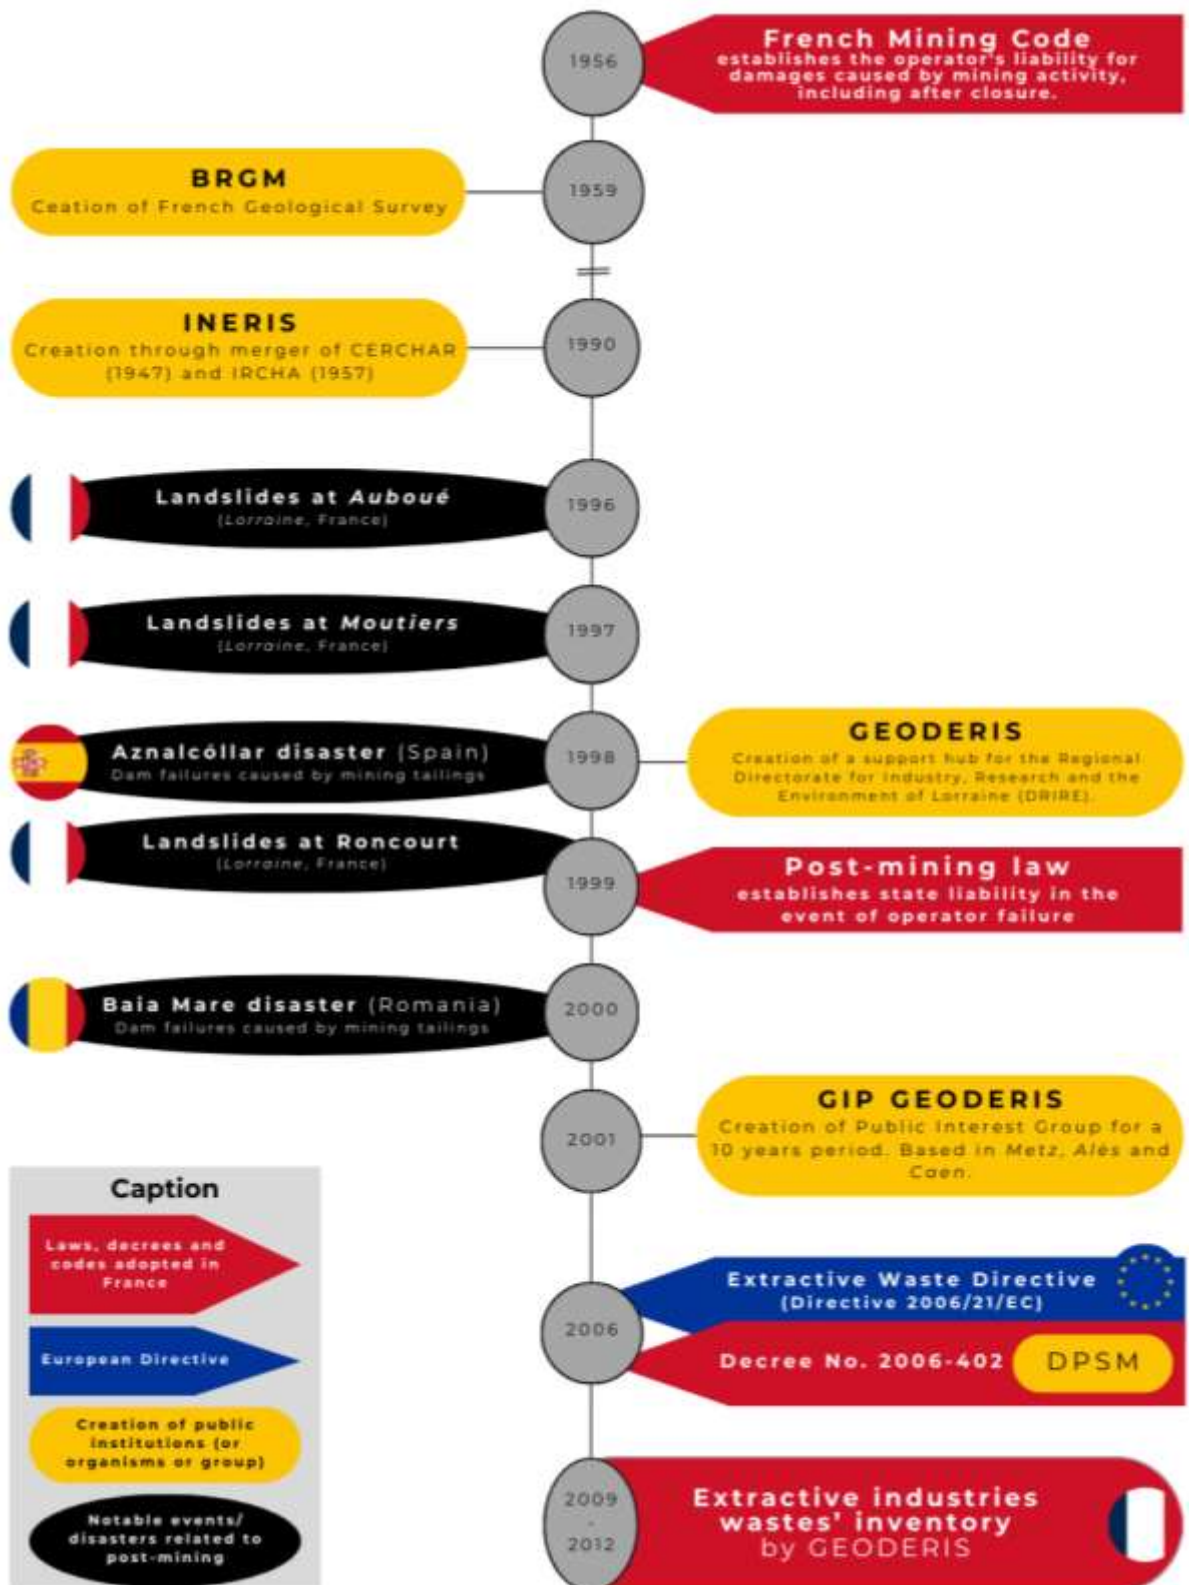 1956
French Mining Code
establishes the operator's liability for
damages caused by mining activity,
including after closure.
BRGM
Ceation of French Geological Survey
1959
INERIS
Creation through merger of CERCHAR
(1947) and IRCHA (1957)
1990
Landslides at Auboué
(Lorraine, France)
1996
Landslides at Moutiers
(Lorraine, France)
1997
Aznalcóllar disaster (Spain)
Dam failures caused by mining tailings
1998
GEODERIS
Creation of a support hub for the Regional
Directorate for Industry, Research and the
Environment of Lorraine (DRIRE).
Landslides at Roncourt
(Lorraine, France)
1999
Post-mining law
establishes state liability in the
event of operator failure
Baia Mare disaster (Romania)
Dam failures caused by mining tailings
2000
2001
GIP GEODERIS
Creation of Public Interest Group for a
10 years period. Based in Metz, Alès and
Caen.
2006
Extractive Waste Directive
(Directive 2006/21/EC)
Decree No. 2006-402
DPSM
2009
-
2012
Extractive industries
wastes' inventory
by GEODERIS
Caption
Laws, decrees and
codes adopted in
France
European Directive
Creation of public
institutions (or
organisms or group)
Notable events/
disasters related to
post-mining